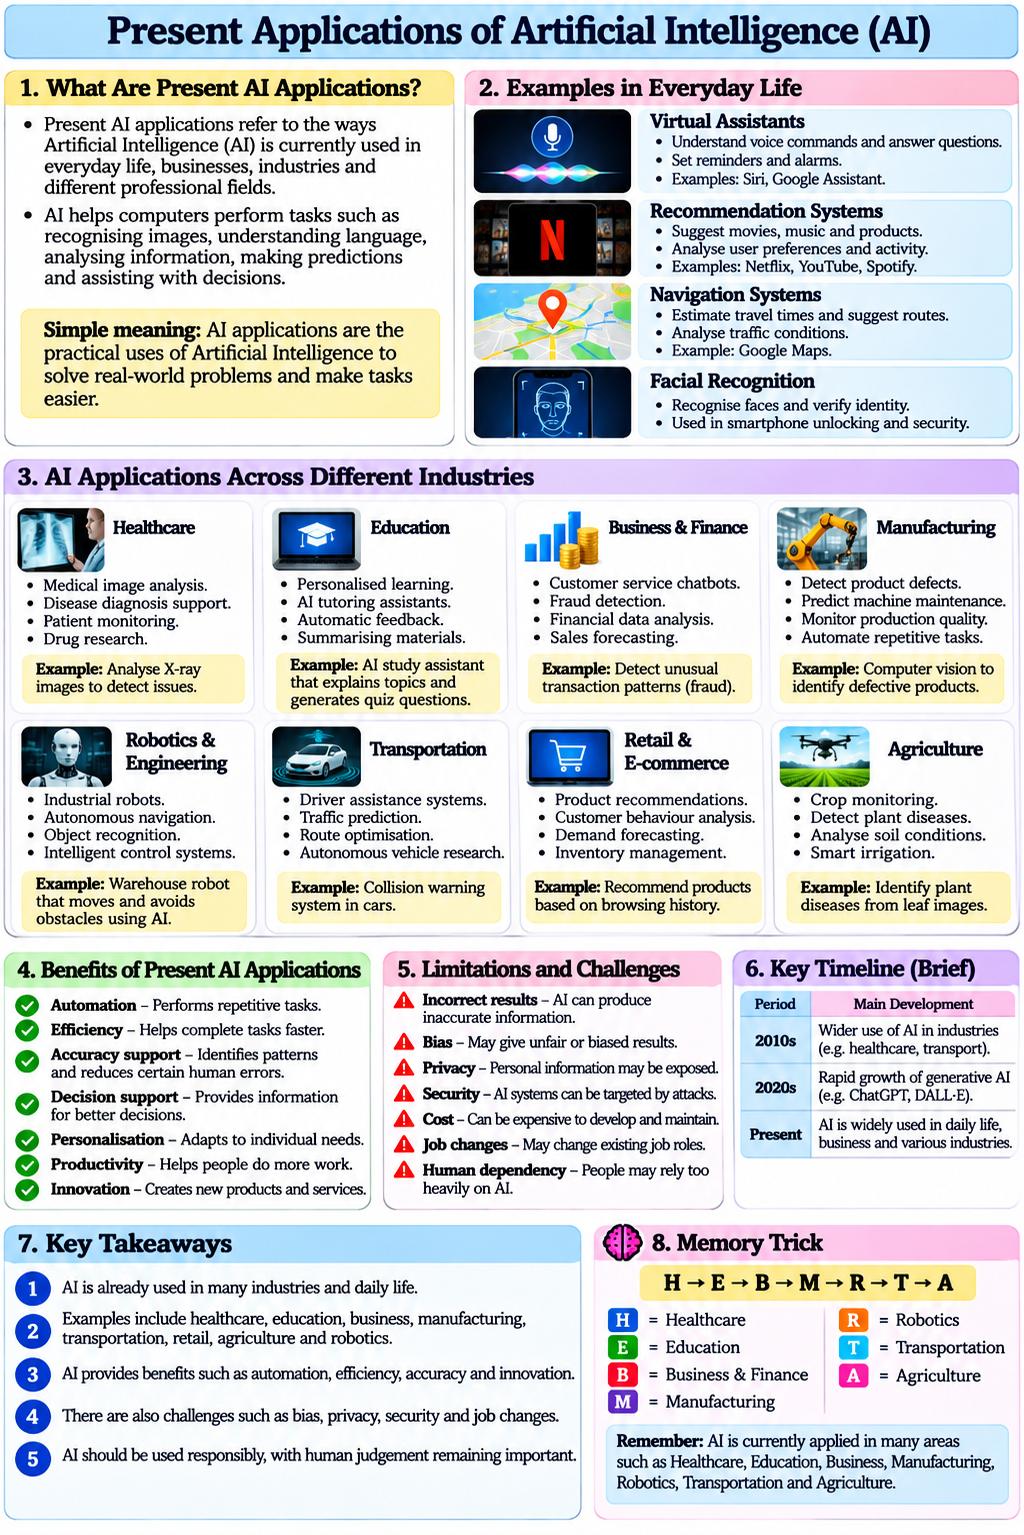 Present Applications of Artificial Intelligence (AI)
1. What Are Present AI Applications?
• Present AI applications refer to the ways
Artificial Intelligence (AI) is currently used in
everyday life, businesses, industries and
different professional fields.
• AI helps computers perform tasks such as
recognising images, understanding language,
analysing information, making predictions
and assisting with decisions.
Simple meaning: AI applications are the
practical uses of Artificial Intelligence to
solve real-world problems and make tasks
easier.
2. Examples in Everyday Life
Virtual Assistants
• Understand voice commands and answer questions.
• Set reminders and alarms.
• Examples: Siri, Google Assistant.
N
Recommendation Systems
• Suggest movies, music and products.
• Analyse user preferences and activity.
• Examples: Netflix, YouTube, Spotify.
Navigation Systems
• Estimate travel times and suggest routes.
• Analyse traffic conditions.
• Example: Google Maps.
Facial Recognition
• Recognise faces and verify identity.
• Used in smartphone unlocking and security.
3. AI Applications Across Different Industries
Healthcare
• Medical image analysis.
• Disease diagnosis support.
• Patient monitoring.
• Drug research.
Example: Analyse X-ray
images to detect issues.
Education
• Personalised learning.
• AI tutoring assistants.
• Automatic feedback.
• Summarising materials.
Example: AI study assistant
that explains topics and
generates quiz questions.
Business & Finance
• Customer service chatbots.
• Fraud detection.
• Financial data analysis.
• Sales forecasting.
Example: Detect unusual
transaction patterns (fraud).
Manufacturing
• Detect product defects.
• Predict machine maintenance.
• Monitor production quality.
• Automate repetitive tasks.
Example: Computer vision to
identify defective products.
Robotics &
Engineering
• Industrial robots.
• Autonomous navigation.
• Object recognition.
• Intelligent control systems.
Example: Warehouse robot
that moves and avoids
obstacles using AI.
Transportation
• Driver assistance systems.
• Traffic prediction.
• Route optimisation.
• Autonomous vehicle research.
Example: Collision warning
system in cars.
Retail &
E-commerce
• Product recommendations.
• Customer behaviour analysis.
• Demand forecasting.
• Inventory management.
Example: Recommend products
based on browsing history.
Agriculture
• Crop monitoring.
• Detect plant diseases.
• Analyse soil conditions.
• Smart irrigation.
Example: Identify plant
diseases from leaf images.
4. Benefits of Present AI Applications
Automation – Performs repetitive tasks.
Efficiency – Helps complete tasks faster.
Accuracy support – Identifies patterns
and reduces certain human errors.
Decision support – Provides information
for better decisions.
Personalisation – Adapts to individual needs.
Productivity – Helps people do more work.
Innovation – Creates new products and services.
5. Limitations and Challenges
Incorrect results – AI can produce
inaccurate information.
Bias – May give unfair or biased results.
Privacy – Personal information may be exposed.
Security – AI systems can be targeted by attacks.
Cost – Can be expensive to develop and maintain.
Job changes – May change existing job roles.
Human dependency – People may rely too
heavily on AI.
6. Key Timeline (Brief)
Period Main Development
2010s Wider use of AI in industries
(e.g. healthcare, transport).
2020s Rapid growth of generative AI
(e.g. ChatGPT, DALL·E).
Present AI is widely used in daily life,
business and various industries.
7. Key Takeaways
1 AI is already used in many industries and daily life.
2 Examples include healthcare, education, business, manufacturing,
transportation, retail, agriculture and robotics.
3 AI provides benefits such as automation, efficiency, accuracy and innovation.
4 There are also challenges such as bias, privacy, security and job changes.
5 AI should be used responsibly, with human judgement remaining important.
8. Memory Trick
H → E → B → M → R → T → A
H = Healthcare
E = Education
B = Business & Finance
M = Manufacturing
R = Robotics
T = Transportation
A = Agriculture
Remember: AI is currently applied in many areas
such as Healthcare, Education, Business, Manufacturing,
Robotics, Transportation and Agriculture.